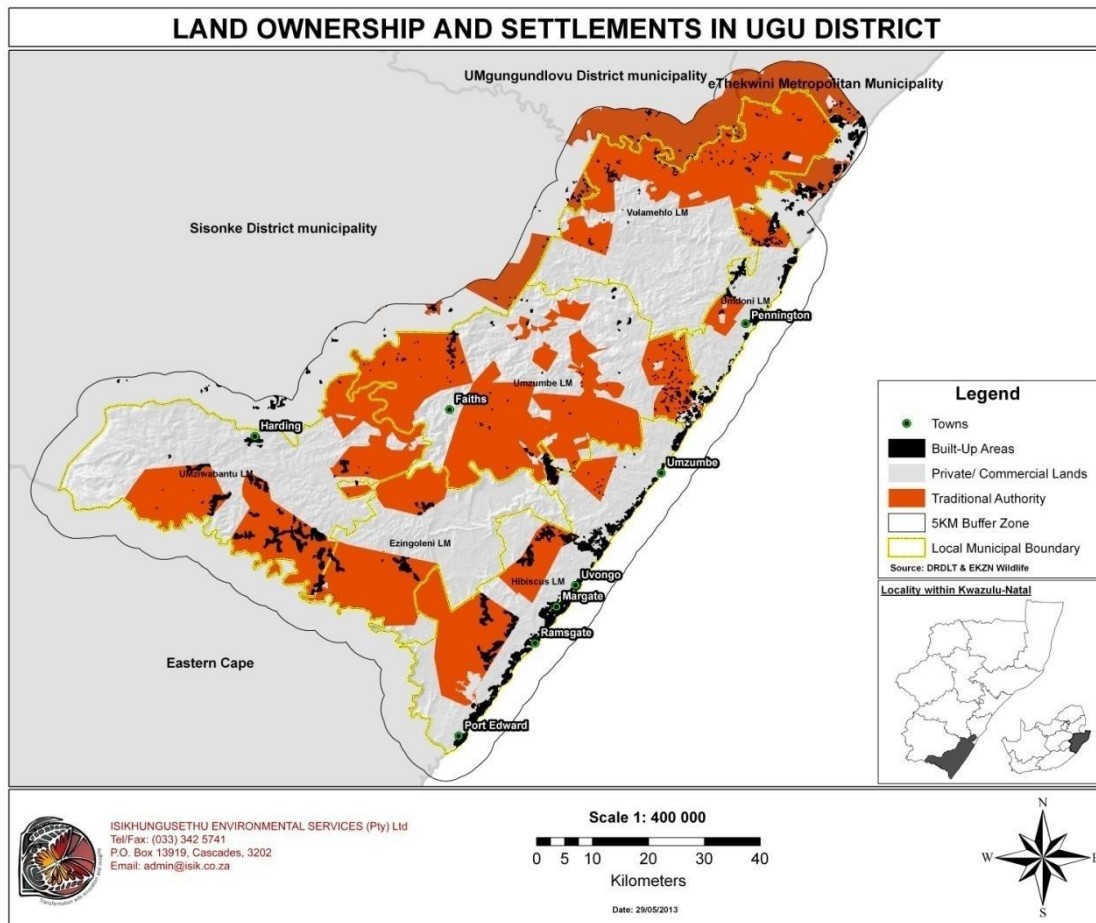 LAND OWNERSHIP AND SETTLEMENTS IN UGU DISTRICT
UMgungundlovu District municipality
eThekwini Metropolitan Municipality
Sisonke District municipality
Vulamehlo LM
Umdoni LM
Pennington
Umzumbe LM
Faiths
Harding
UMziwabantu LM
Umzumbe
Ezingoleni LM
Hibiscus LM
Uvongo
Margate
Ramsgate
Eastern Cape
Port Edward
Legend
Towns
Built-Up Areas
Private/ Commercial Lands
Traditional Authority
5KM Buffer Zone
Local Municipal Boundary
Source: DRDLT & EKZN Wildlife
Locality within Kwazulu-Natal
ISIKHUNGUSETHU ENVIRONMENTAL SERVICES (Pty) Ltd
Tel/Fax: (033) 342 5741
P.O. Box 13919, Cascades, 3202
Email: admin@isik.co.za
Scale 1: 400 000
0 5 10 20 30 40
Kilometers
Date: 29/05/2013
N
W E
S